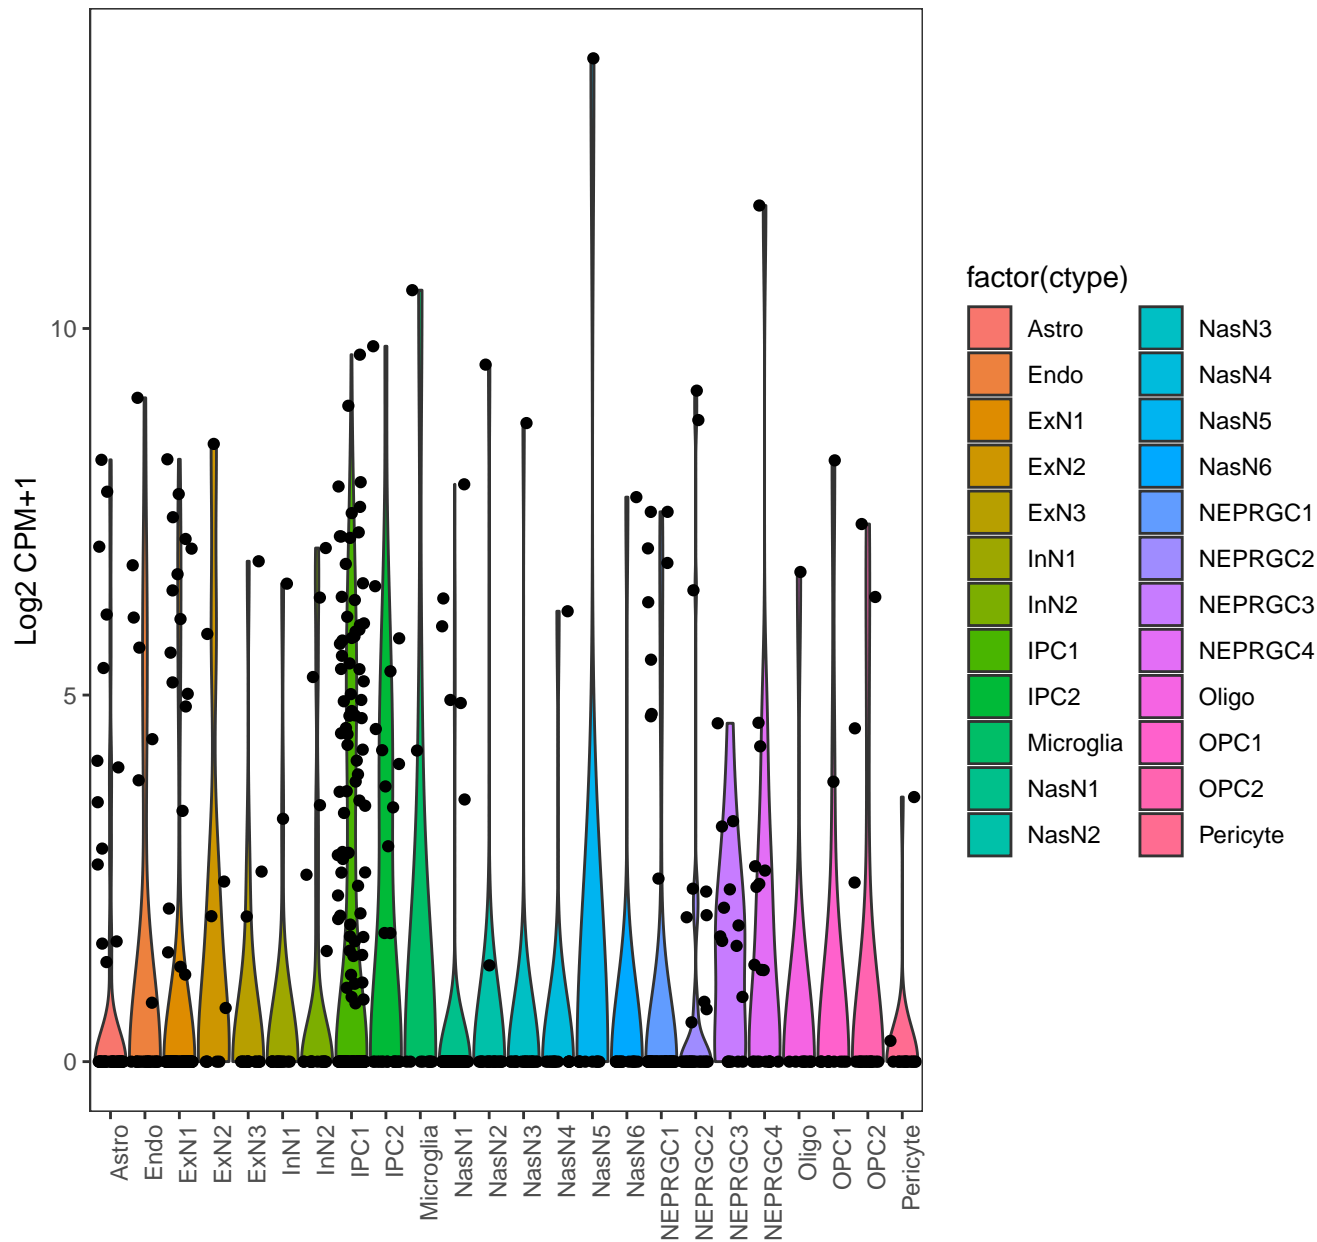 10
5
0
Log2 CPM+1
Astro
Endo
ExN1
ExN2
ExN3
InN1
InN2
IPC1
IPC2
Microglia
NasN1
NasN2
NasN3
NasN4
NasN5
NasN6
NEPRGC1
NEPRGC2
NEPRGC3
NEPRGC4
Oligo
OPC1
OPC2
Pericyte
factor(ctype)
Astro
Endo
ExN1
ExN2
ExN3
InN1
InN2
IPC1
IPC2
Microglia
NasN1
NasN2
NasN3
NasN4
NasN5
NasN6
NEPRGC1
NEPRGC2
NEPRGC3
NEPRGC4
Oligo
OPC1
OPC2
Pericyte